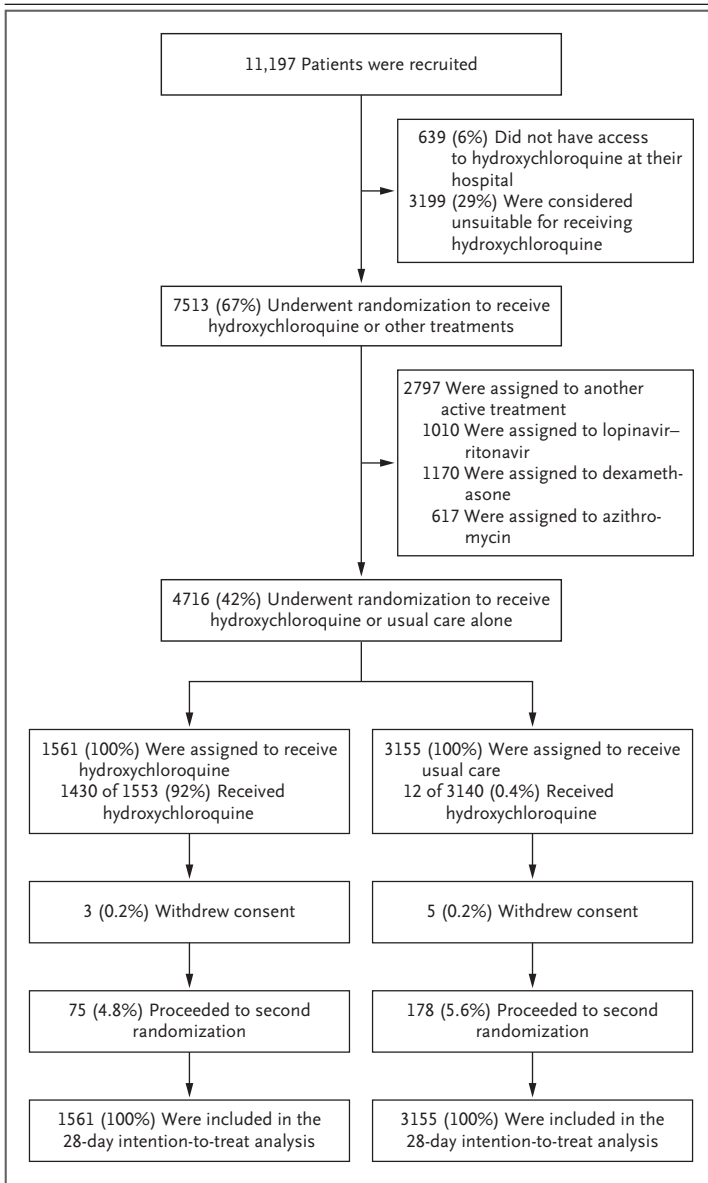 11,197 Patients were recruited
639 (6%) Did not have access
to hydroxychloroquine at their
hospital
3199 (29%) Were considered
unsuitable for receiving
hydroxychloroquine
7513 (67%) Underwent randomization to receive
hydroxychloroquine or other treatments
2797 Were assigned to another
active treatment
1010 Were assigned to lopinavir–
ritonavir
1170 Were assigned to dexameth-
asone
617 Were assigned to azithro-
mycin
4716 (42%) Underwent randomization to receive
hydroxychloroquine or usual care alone
1561 (100%) Were assigned to receive
hydroxychloroquine
1430 of 1553 (92%) Received
hydroxychloroquine
3155 (100%) Were assigned to receive
usual care
12 of 3140 (0.4%) Received
hydroxychloroquine
3 (0.2%) Withdrew consent
5 (0.2%) Withdrew consent
75 (4.8%) Proceeded to second
randomization
178 (5.6%) Proceeded to second
randomization
1561 (100%) Were included in the
28-day intention-to-treat analysis
3155 (100%) Were included in the
28-day intention-to-treat analysis